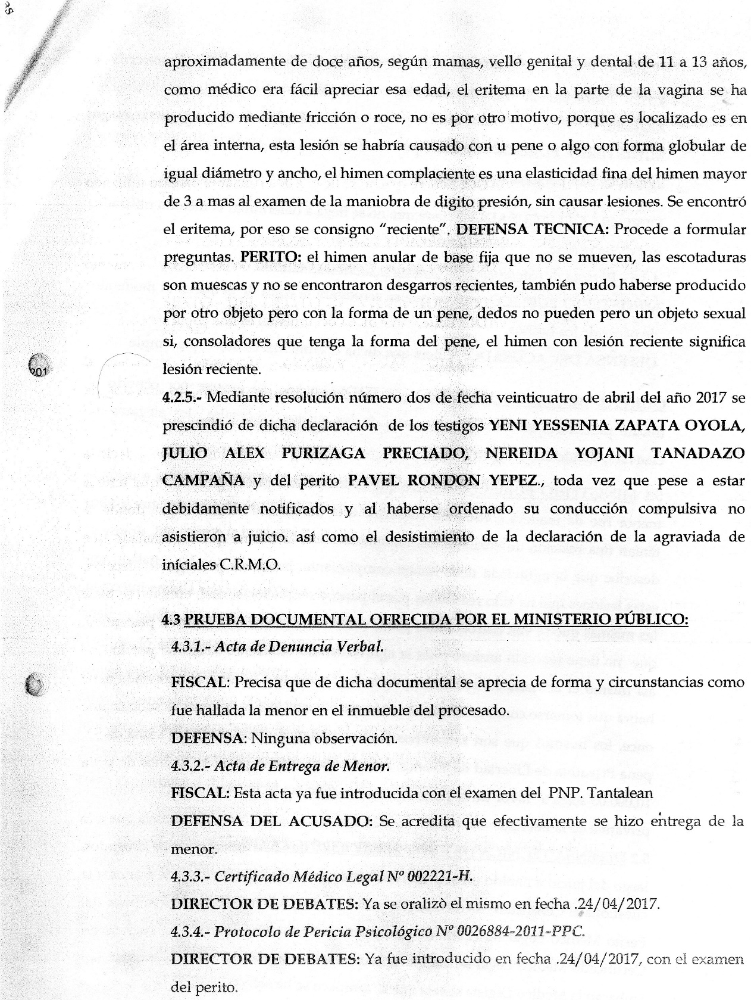 aproximadamente de doce años, según mamas, vello genital y dental de 11 a 13 años,
como médico era fácil apreciar esa edad, el eritema en la parte de la vagina se ha
producido mediante fricción o roce, no es por otro motivo, porque es localizado es en
el área interna, esta lesión se habría causado con u pene o algo con forma globular de
igual diámetro y ancho, el himen complaciente es una elasticidad fina del himen mayor
de 3 a mas al examen de la maniobra de digito presión, sin causar lesiones. Se encontró
el eritema, por eso se consigno "reciente". DEFENSA TECNICA: Procede a formular
preguntas. PERITO: el himen anular de base fija que no se mueven, las escotaduras
son muescas y no se encontraron desgarros recientes, también pudo haberse producido
por otro objeto pero con la forma de un pene, dedos no pueden pero un objeto sexual
si, consoladores que tenga la forma del pene, el himen con lesión reciente significa
lesión reciente.
201
4.2.5.- Mediante resolución número dos de fecha veinticuatro de abril del año 2017 se
prescindió de dicha declaración de los testigos YENI YESSENIA ZAPATA OYOLA,
JULIO ALEX PURIZAGA PRECIADO, NEREIDA YOJANI TANADAZO
CAMPAÑA y del perito PAVEL RONDON YEPEZ., toda vez que pese a estar
debidamente notificados y al haberse ordenado su conducción compulsiva no
asistieron a juicio. así como el desistimiento de la declaración de la agraviada de
iníciales C.R.M.O.
4.3 PRUEBA DOCUMENTAL OFRECIDA POR EL MINISTERIO PÚBLICO:
4.3.1.- Acta de Denuncia Verbal.
FISCAL: Precisa que de dicha documental se aprecia de forma y circunstancias como
fue hallada la menor en el inmueble del procesado.
DEFENSA: Ninguna observación.
4.3.2.- Acta de Entrega de Menor.
FISCAL: Esta acta ya fue introducida con el examen del PNP. Tantalean
DEFENSA DEL ACUSADO: Se acredita que efectivamente se hizo entrega de la
menor.
4.3.3.- Certificado Médico Legal Nº 002221-H.
DIRECTOR DE DEBATES: Ya se oralizò el mismo en fecha .24/04/2017.
4.3.4.- Protocolo de Pericia Psicológico Nº 0026884-2011-PPC.
DIRECTOR DE DEBATES: Ya fue introducido en fecha .24/04/2017, con el examen
del perito.